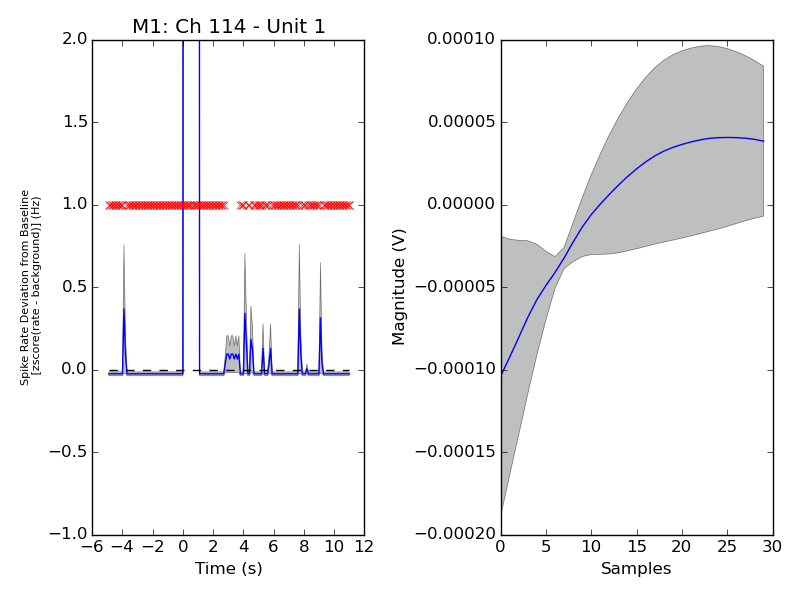 M1: Ch 114 - Unit 1
2.0
1.5
1.0
0.5
0.0
−0.5
−1.0
−6 −4 −2 0 2 4 6 8 10 12
Time (s)
Spike Rate Deviation from Baseline
[zscore(rate - background)] (Hz)
0.00010
0.00005
0.00000
−0.00005
−0.00010
−0.00015
−0.00020
0 5 10 15 20 25 30
Samples
Magnitude (V)